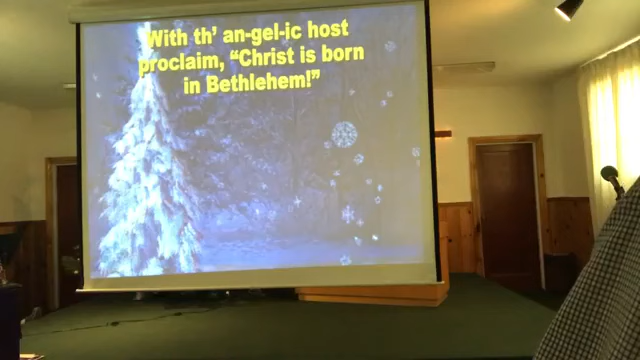 With th' an-gel-ic host
proclaim, “Christ is born
in Bethlehem!”